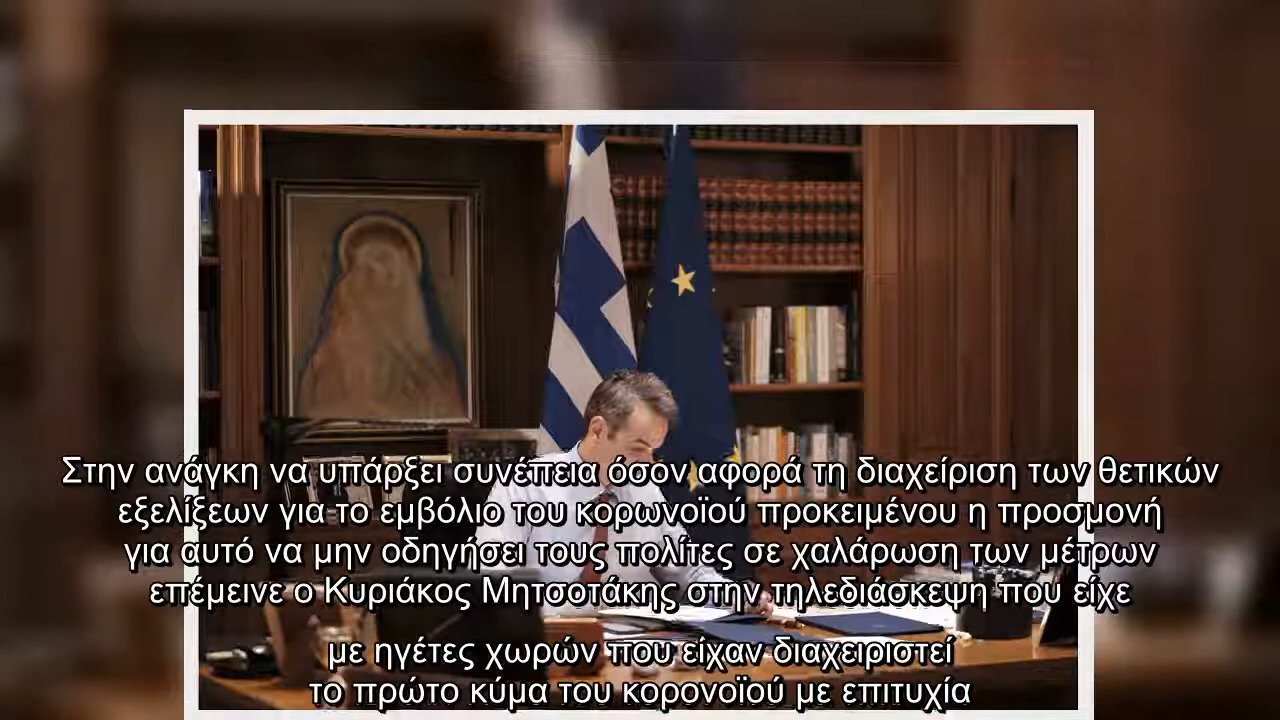 Στην ανάγκη να υπάρξει συνέπεια όσον αφορά τη διαχείριση των θετικών
εξελίξεων για το εμβόλιο του κορωνοϊού προκειμένου η προσμονή
για αυτό να μην οδηγήσει τους πολίτες σε χαλάρωση των μέτρων
επέμεινε ο Κυριάκος Μητσοτάκης στην τηλεδιάσκεψη που είχε
με ηγέτες χωρών που είχαν διαχειριστεί
το πρώτο κύμα του κορονοϊού με επιτυχία